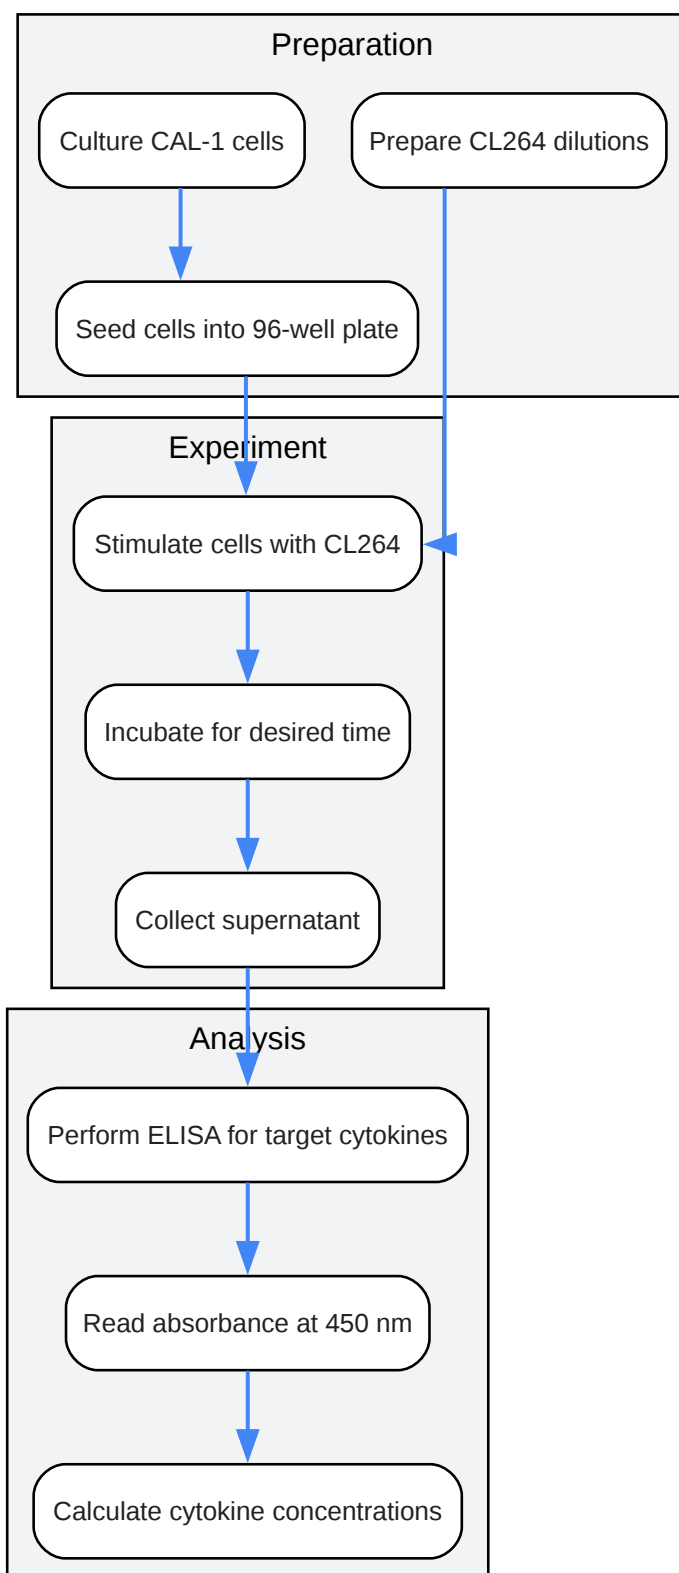 Preparation
Culture CAL-1 cells
Prepare CL264 dilutions
Seed cells into 96-well plate
Experiment
Stimulate cells with CL264
Incubate for desired time
Collect supernatant
Analysis
Perform ELISA for target cytokines
Read absorbance at 450 nm
Calculate cytokine concentrations